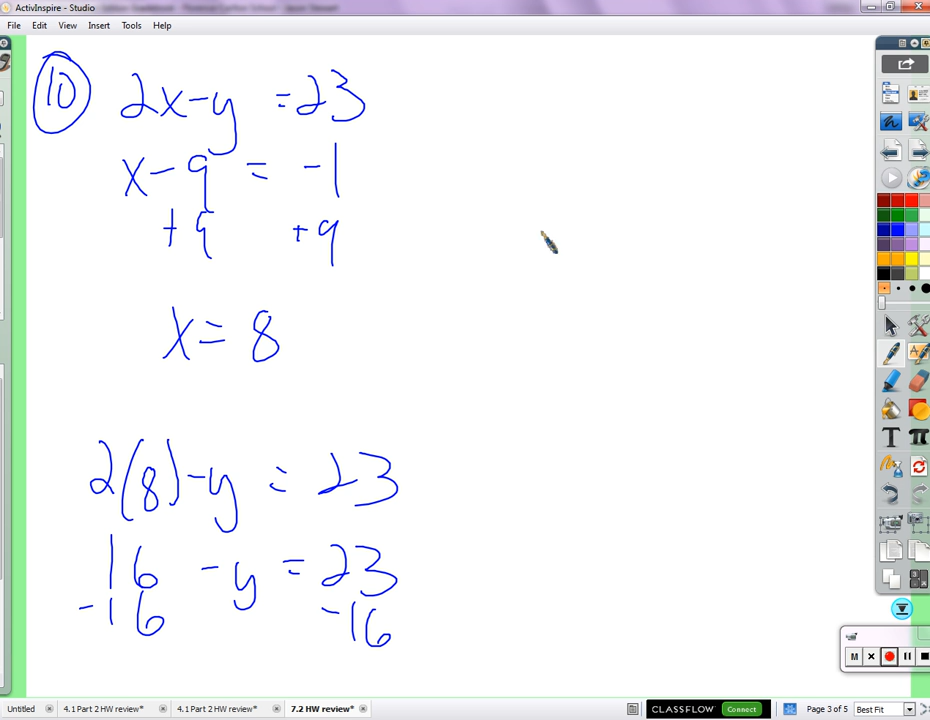 ActivInspire - Studio
File Edit View Insert Tools Help
10
2x-y = 23
x - 9 = -1
+9 +9
x = 8
2(8) -y = 23
16 - y = 23
-16 -16
M
Untitled 4.1 Part 2 HW review* 4.1 Part 2 HW review* 7.2 HW review* CLASSFLOW Connect Page 3 of 5 Best Fit